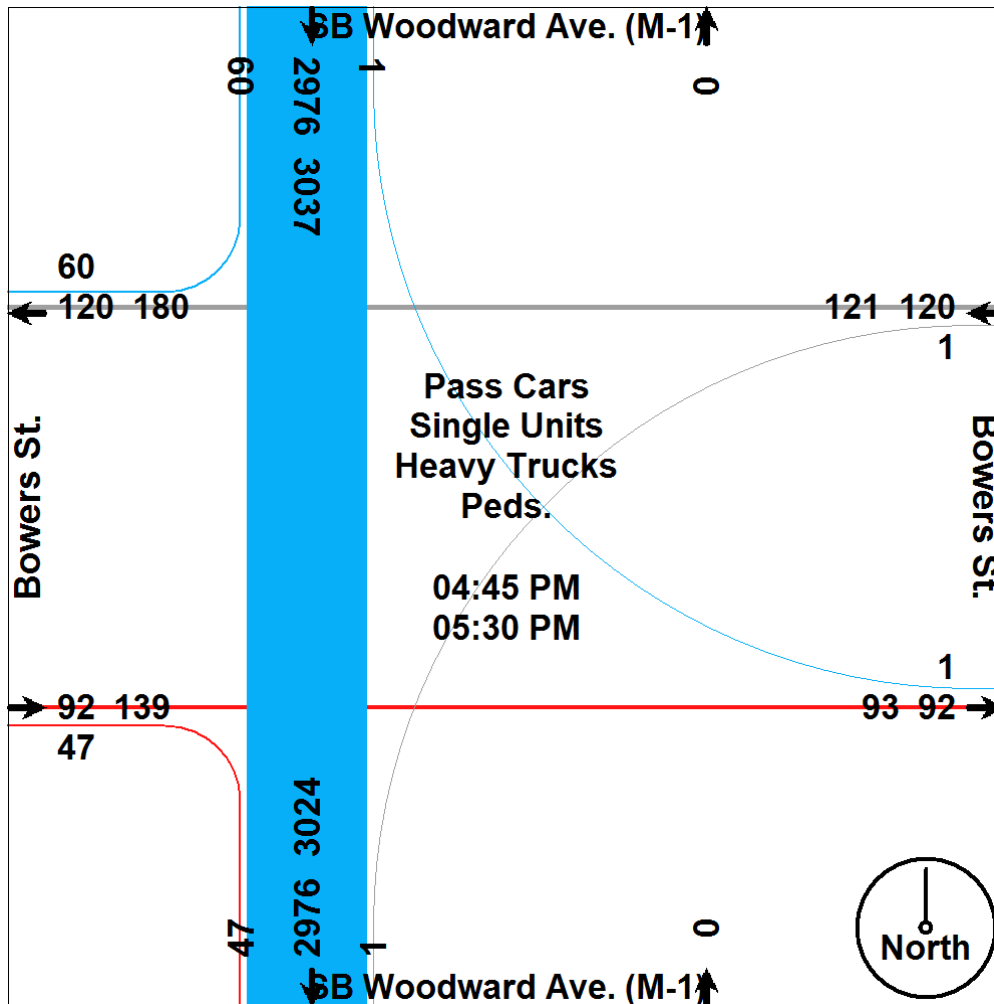 SB Woodward Ave. (M-1)
60
2976 3037
1
0
60
120 180
121 120
1
Pass Cars
Single Units
Heavy Trucks
Peds.
Bowers St.
Bowers St.
04:45 PM
05:30 PM
1
92 139
93 92
47
47
2976 3024
1
0
North
SB Woodward Ave. (M-1)